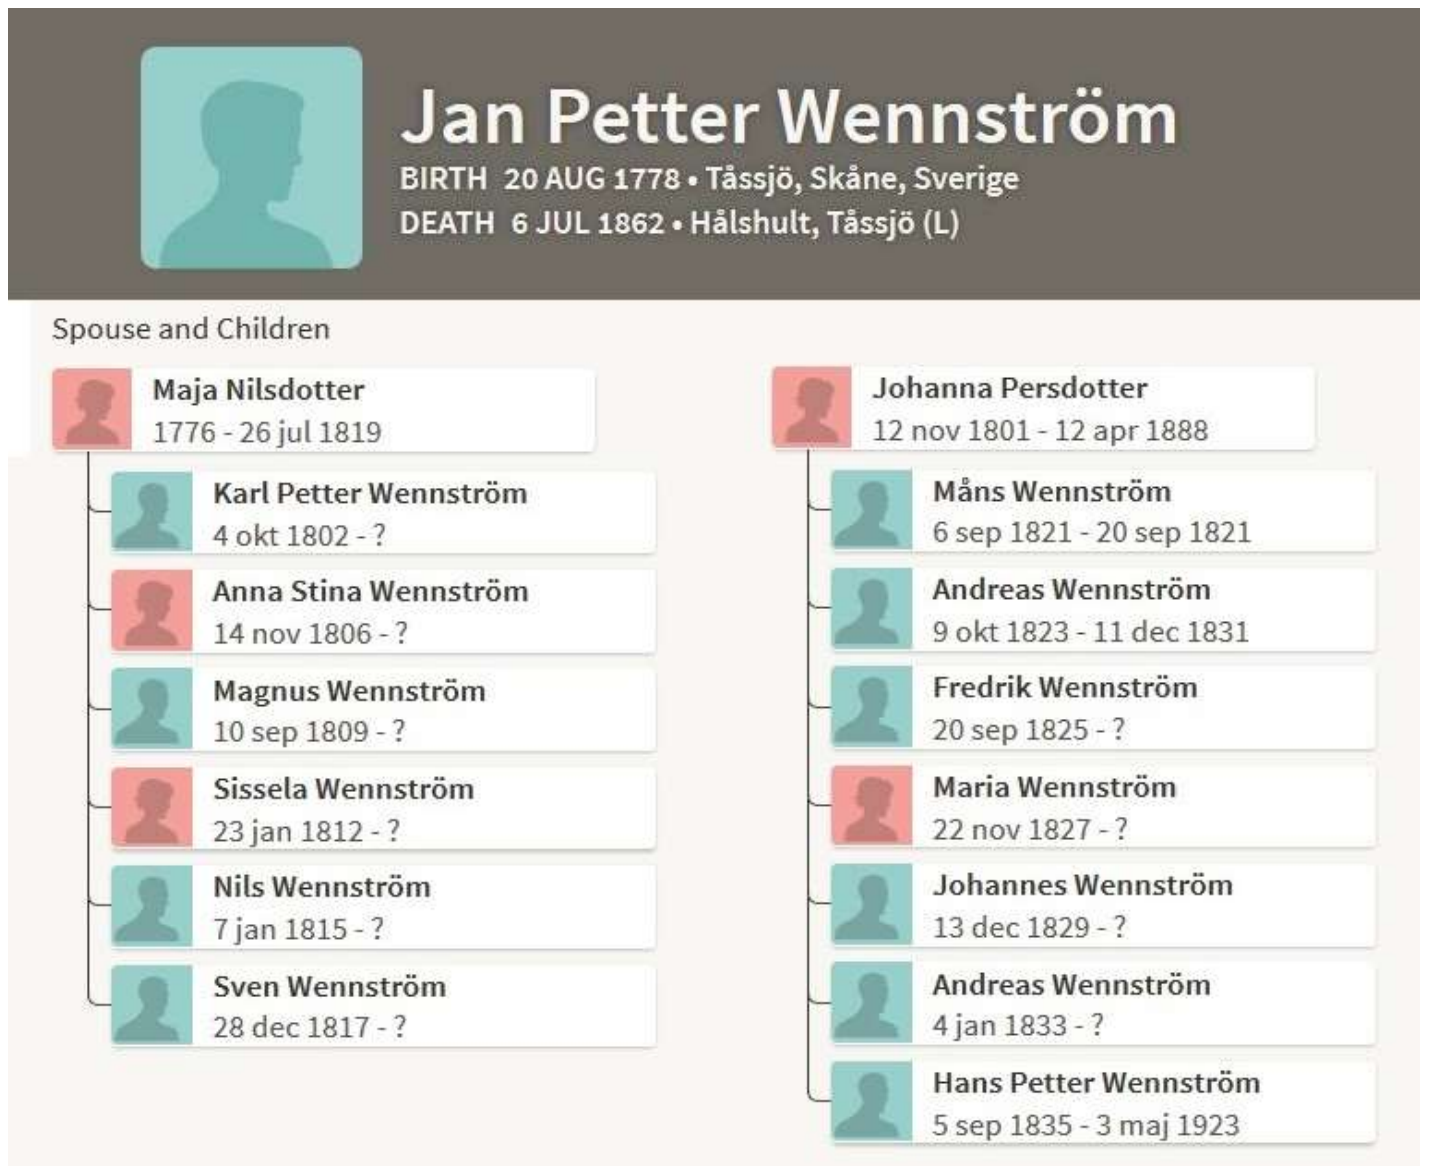 Jan Petter Wennström
BIRTH 20 AUG 1778 • Tåssjö, Skåne, Sverige
DEATH 6 JUL 1862 • Hålshult, Tåssjö (L)
Spouse and Children
Maja Nilsdotter
1776 - 26 jul 1819
Karl Petter Wennström
4 okt 1802 - ?
Anna Stina Wennström
14 nov 1806 - ?
Magnus Wennström
10 sep 1809 - ?
Sissela Wennström
23 jan 1812 - ?
Nils Wennström
7 jan 1815 - ?
Sven Wennström
28 dec 1817 - ?
Johanna Persdotter
12 nov 1801 - 12 apr 1888
Måns Wennström
6 sep 1821 - 20 sep 1821
Andreas Wennström
9 okt 1823 - 11 dec 1831
Fredrik Wennström
20 sep 1825 - ?
Maria Wennström
22 nov 1827 - ?
Johannes Wennström
13 dec 1829 - ?
Andreas Wennström
4 jan 1833 - ?
Hans Petter Wennström
5 sep 1835 - 3 maj 1923